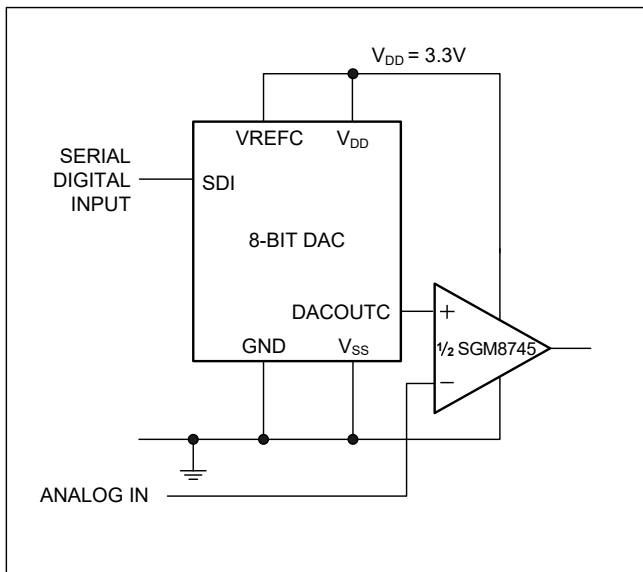 V_DD = 3.3V
VREFC V_DD
SERIAL
DIGITAL
INPUT
SDI
8-BIT DAC
DACOUTC
+
½ SGM8745
−
GND V_SS
ANALOG IN